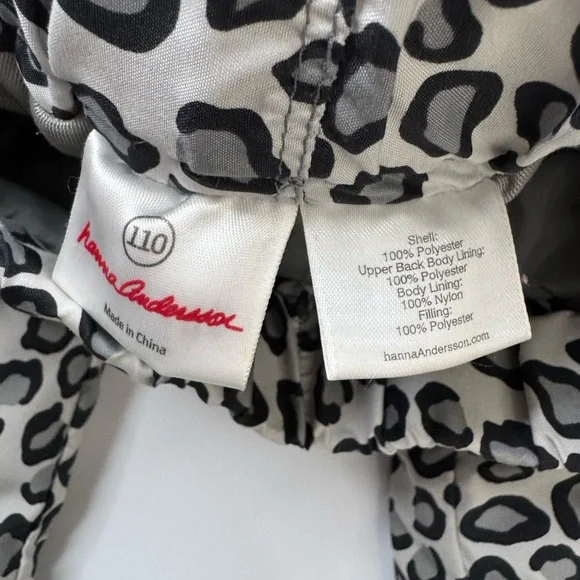 110
hanna Andersson
Made in China
Shell:
100% Polyester
Upper Back Body Lining:
100% Polyester
Body Lining:
100% Nylon
Filling:
100% Polyester
hannaAndersson.com